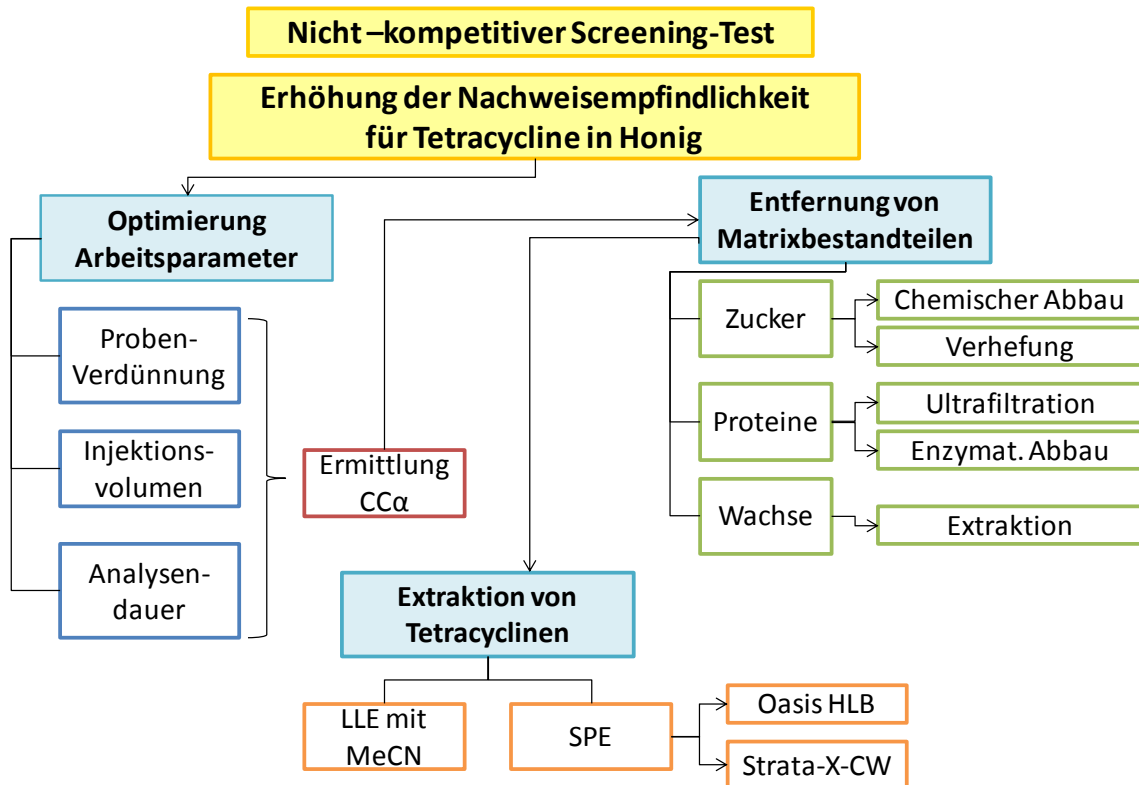 Nicht –kompetitiver Screening-Test
Erhöhung der Nachweisempfindlichkeit
für Tetracycline in Honig
Optimierung
Arbeitsparameter
Proben-
Verdünnung
Injektions-
volumen
Analysen-
dauer
Ermittlung
CCα
Entfernung von
Matrixbestandteilen
Zucker
Chemischer Abbau
Verhefung
Proteine
Ultrafiltration
Enzymat. Abbau
Wachse
Extraktion
Extraktion von
Tetracyclinen
LLE mit
MeCN
SPE
Oasis HLB
Strata-X-CW